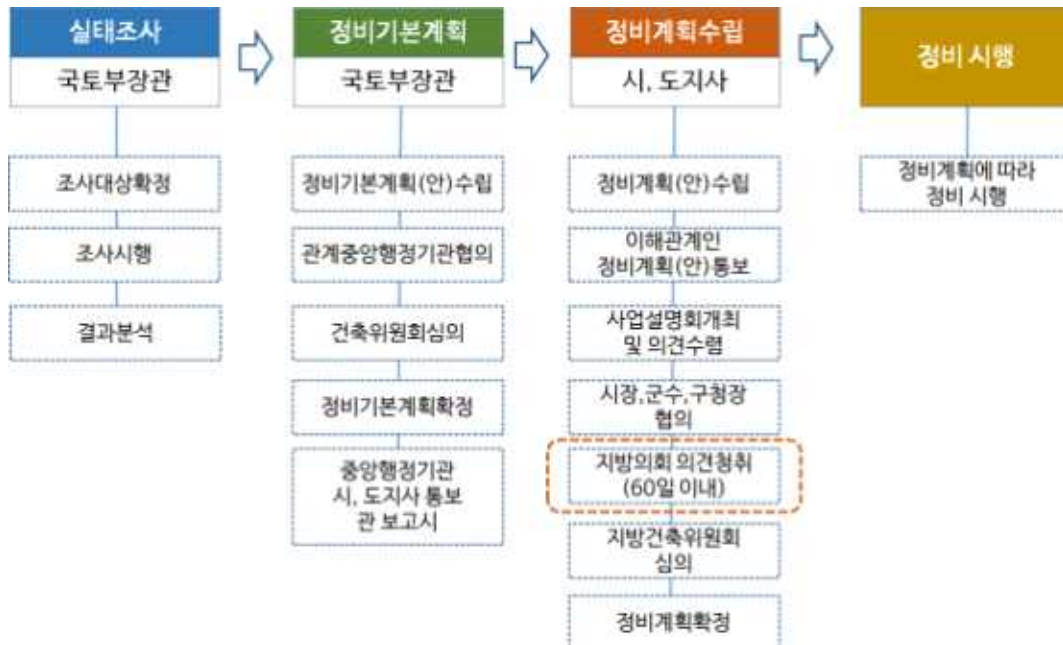 실태조사
국토부장관
조사대상확정
조사시행
결과분석
정비기본계획
국토부장관
정비기본계획(안)수립
관계중앙행정기관협의
건축위원회심의
정비기본계획확정
중앙행정기관
시, 도지사 통보
관 보고시
정비계획수립
시, 도지사
정비계획(안)수립
이해관계인
정비계획(안)통보
사업설명회개최
및 의견수렴
시장,군수,구청장
협의
지방의회 의견청취
(60일 이내)
지방건축위원회
심의
정비계획확정
정비 시행
정비계획에 따라
정비 시행